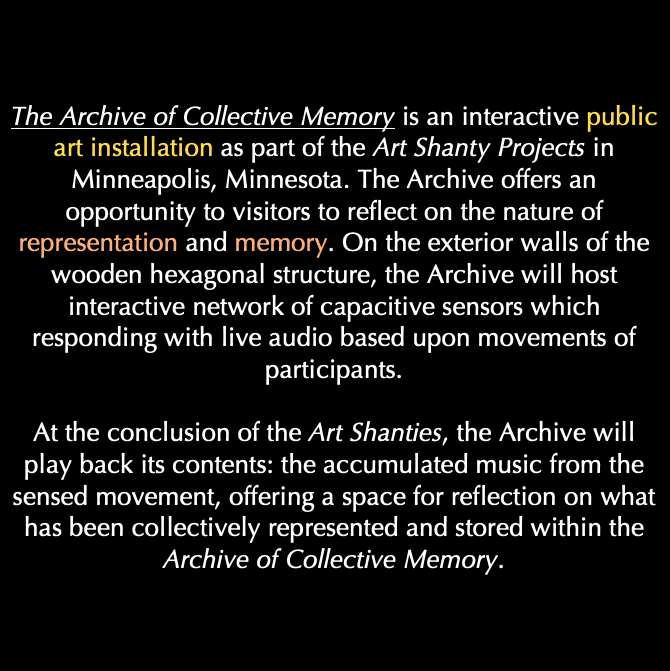 The Archive of Collective Memory is an interactive public
art installation as part of the Art Shanty Projects in
Minneapolis, Minnesota. The Archive offers an
opportunity to visitors to reflect on the nature of
representation and memory. On the exterior walls of the
wooden hexagonal structure, the Archive will host
interactive network of capacitive sensors which
responding with live audio based upon movements of
participants.
At the conclusion of the Art Shanties, the Archive will
play back its contents: the accumulated music from the
sensed movement, offering a space for reflection on what
has been collectively represented and stored within the
Archive of Collective Memory.